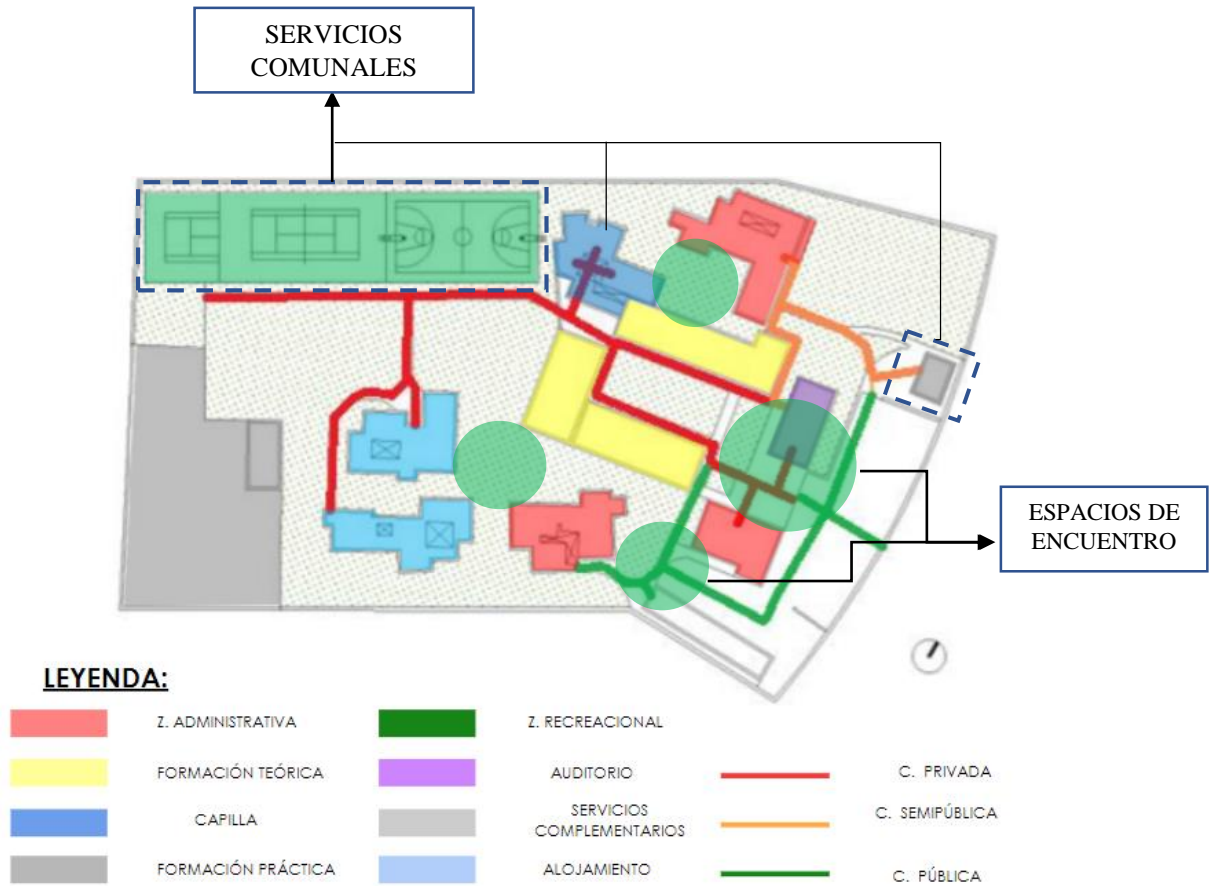 SERVICIOS
COMUNALES
ESPACIOS DE
ENCUENTRO
LEYENDA:
Z. ADMINISTRATIVA
Z. RECREACIONAL
FORMACIÓN TEÓRICA
AUDITORIO
C. PRIVADA
CAPILLA
SERVICIOS
COMPLEMENTARIOS
C. SEMIPÚBLICA
FORMACIÓN PRÁCTICA
ALOJAMIENTO
C. PÚBLICA